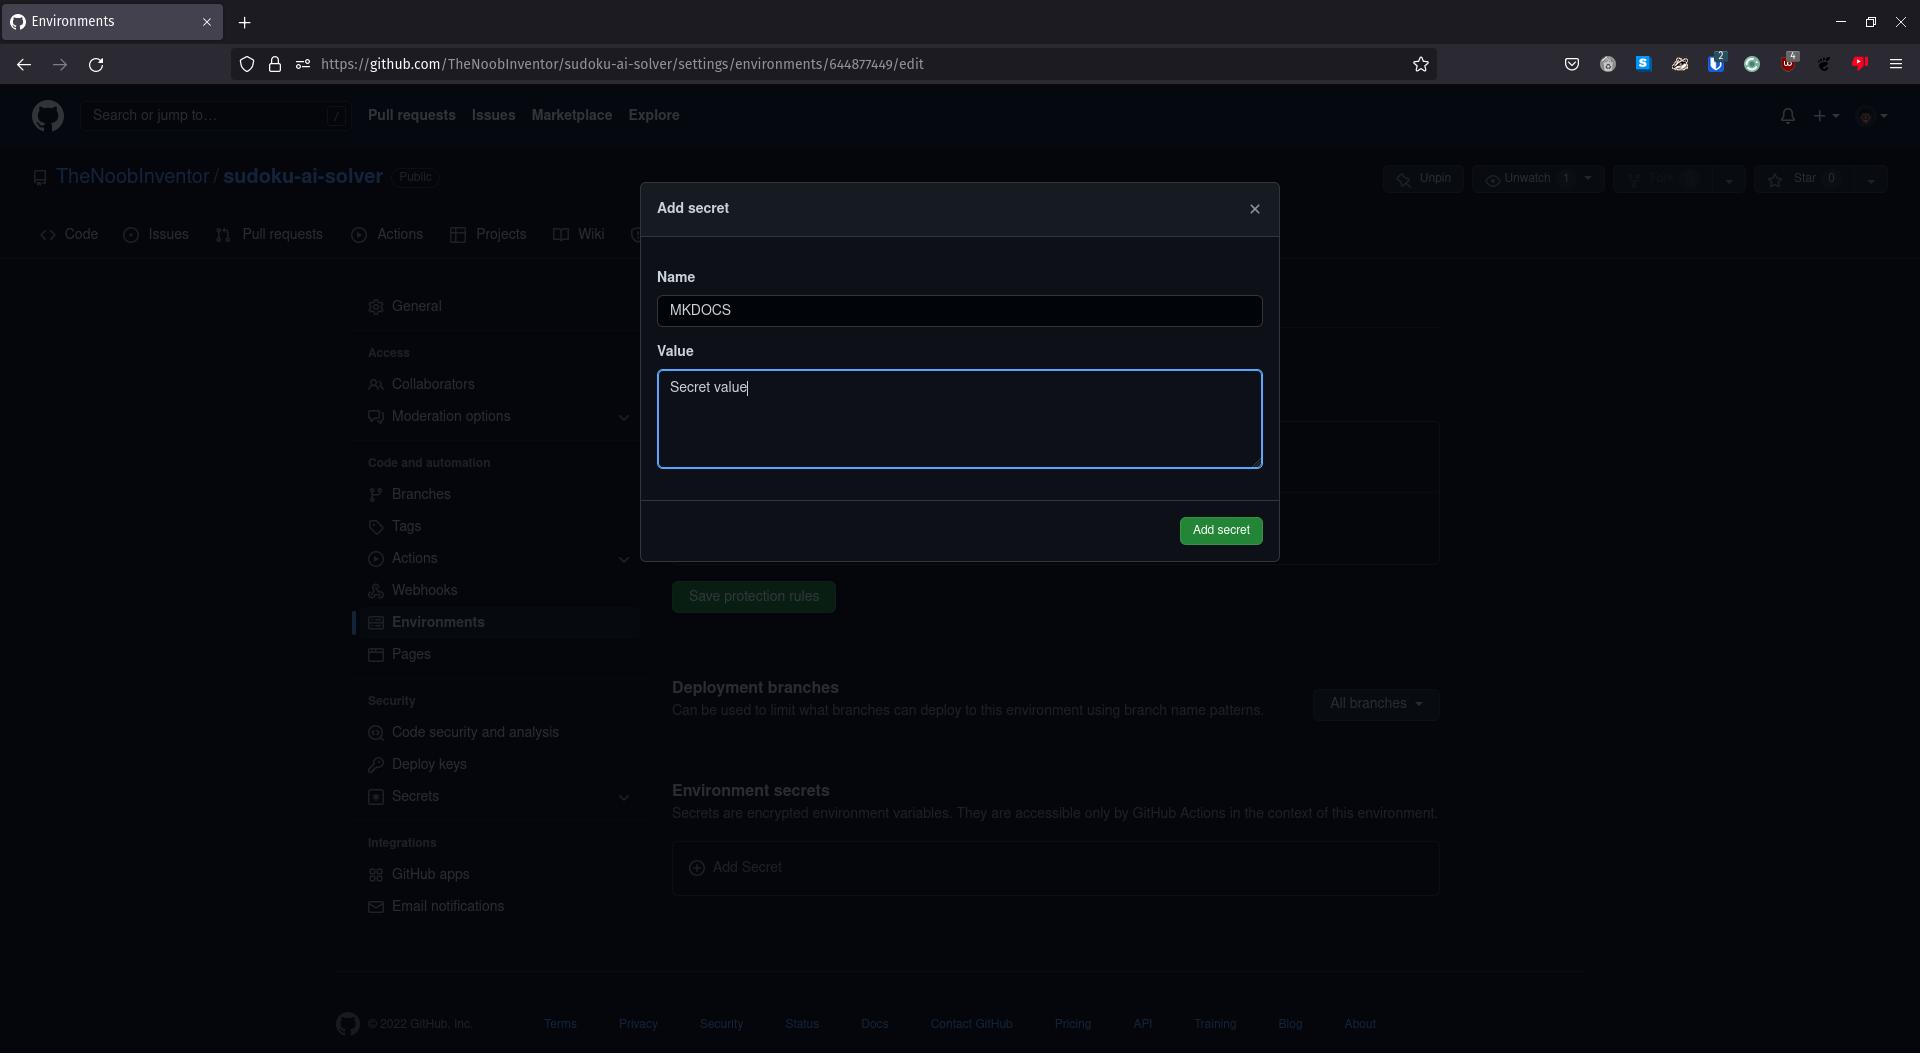 Environments
https://github.com/TheNoobInventor/sudoku-ai-solver/settings/environments/644877449/edit
2
4
Search or jump to…
/
Pull requests
Issues
Marketplace
Explore
TheNoobInventor / sudoku-ai-solver
Public
Unpin
Unwatch 1
Fork
Star 0
Code
Issues
Pull requests
Actions
Projects
Wiki
Add secret
Name
MKDOCS
Value
Secret value
Add secret
General
Access
Collaborators
Moderation options
Code and automation
Branches
Tags
Actions
Webhooks
Environments
Pages
Security
Code security and analysis
Deploy keys
Secrets
Integrations
GitHub apps
Email notifications
Save protection rules
Deployment branches
Can be used to limit what branches can deploy to this environment using branch name patterns.
All branches
Environment secrets
Secrets are encrypted environment variables. They are accessible only by GitHub Actions in the context of this environment.
Add Secret
© 2022 GitHub, Inc.
Terms
Privacy
Security
Status
Docs
Contact GitHub
Pricing
API
Training
Blog
About